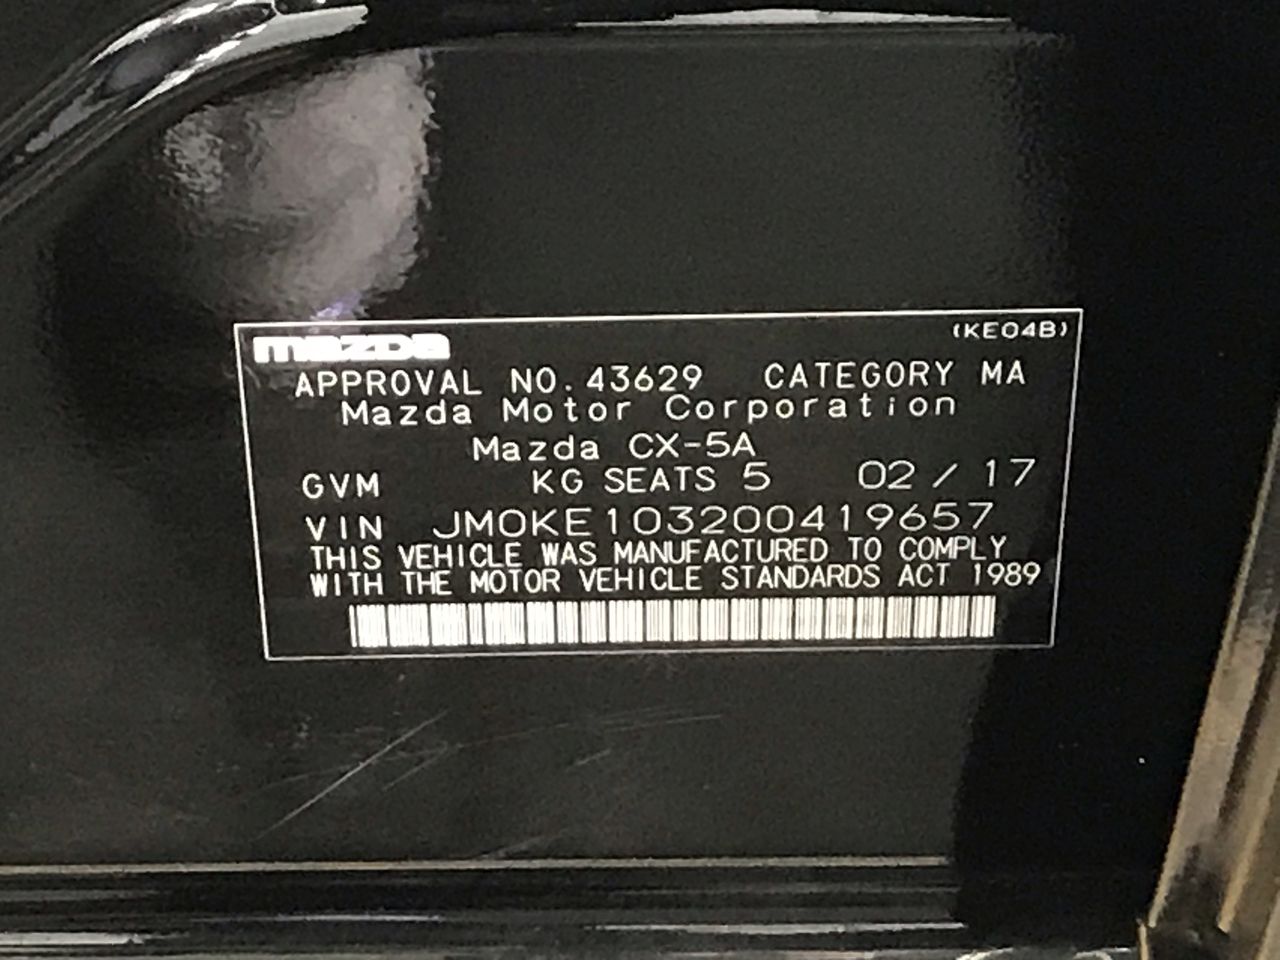 mazda (KE04B)
APPROVAL NO. 43629 CATEGORY MA
Mazda Motor Corporation
Mazda CX-5A
GVM KG SEATS 5 02 / 17
VIN JM0KE103200419657
THIS VEHICLE WAS MANUFACTURED TO COMPLY
WITH THE MOTOR VEHICLE STANDARDS ACT 1989